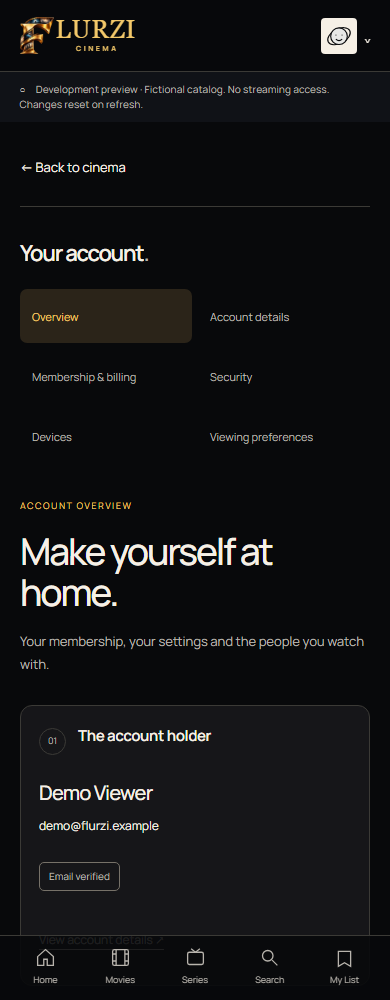 FLURZI
CINEMA
Development preview · Fictional catalog. No streaming access.
Changes reset on refresh.
← Back to cinema
Your account.
Overview
Account details
Membership & billing
Security
Devices
Viewing preferences
ACCOUNT OVERVIEW
Make yourself at
home.
Your membership, your settings and the people you watch
with.
01
The account holder
Demo Viewer
demo@flurzi.example
Email verified
View account details ↗
Home
Movies
Series
Search
My List